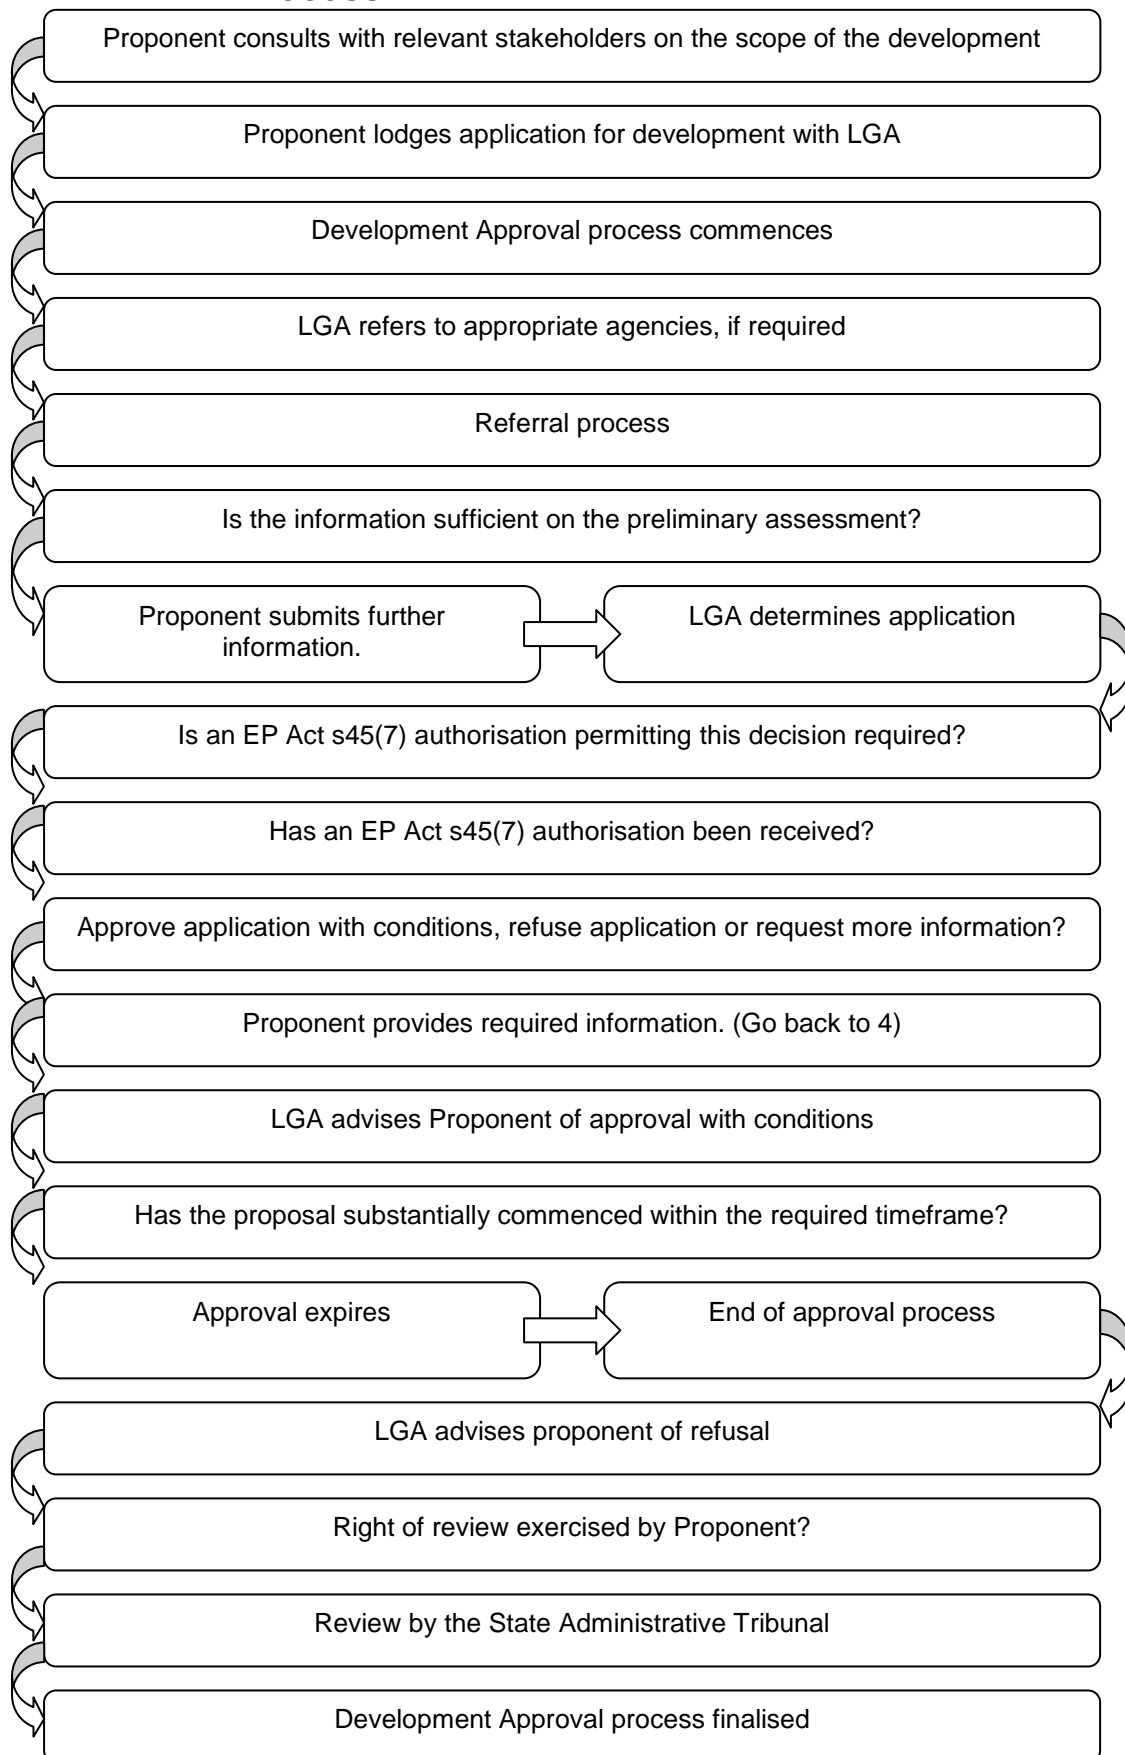 Proponent consults with relevant stakeholders on the scope of the development
Proponent lodges application for development with LGA
Development Approval process commences
LGA refers to appropriate agencies, if required
Referral process
Is the information sufficient on the preliminary assessment?
Proponent submits further
information.
LGA determines application
Is an EP Act s45(7) authorisation permitting this decision required?
Has an EP Act s45(7) authorisation been received?
Approve application with conditions, refuse application or request more information?
Proponent provides required information. (Go back to 4)
LGA advises Proponent of approval with conditions
Has the proposal substantially commenced within the required timeframe?
Approval expires
End of approval process
LGA advises proponent of refusal
Right of review exercised by Proponent?
Review by the State Administrative Tribunal
Development Approval process finalised